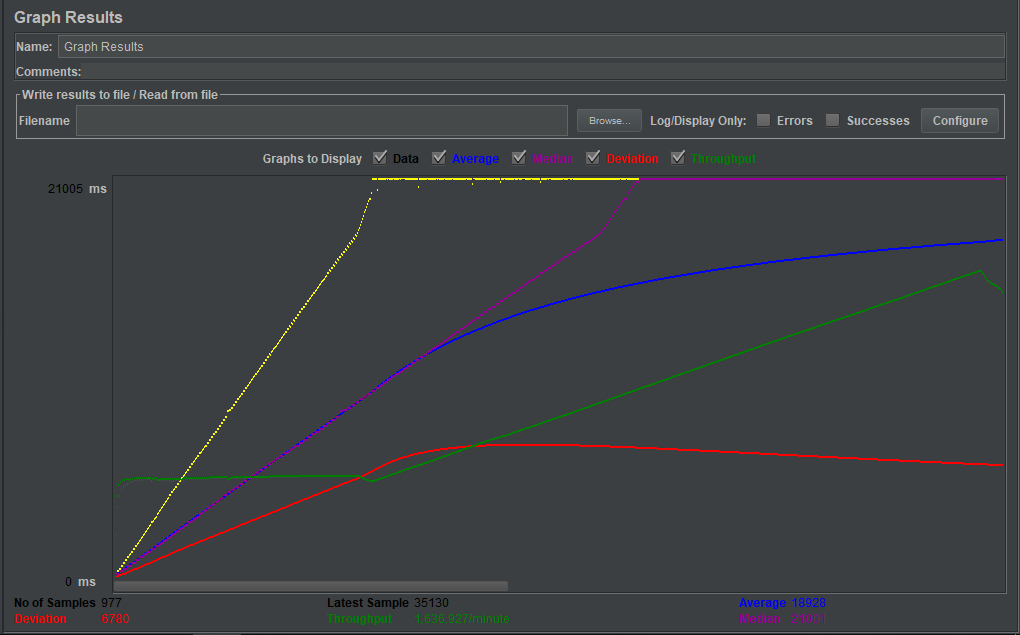 Graph Results
Name: Graph Results
Comments:
Write results to file / Read from file
Filename Browse... Log/Display Only: Errors Successes Configure
Graphs to Display Data Average Median Deviation Throughput
21005 ms
0 ms
No of Samples 977 Latest Sample 35130 Average 18928
Deviation 6780 Throughput 1,636.927/minute Median 21001